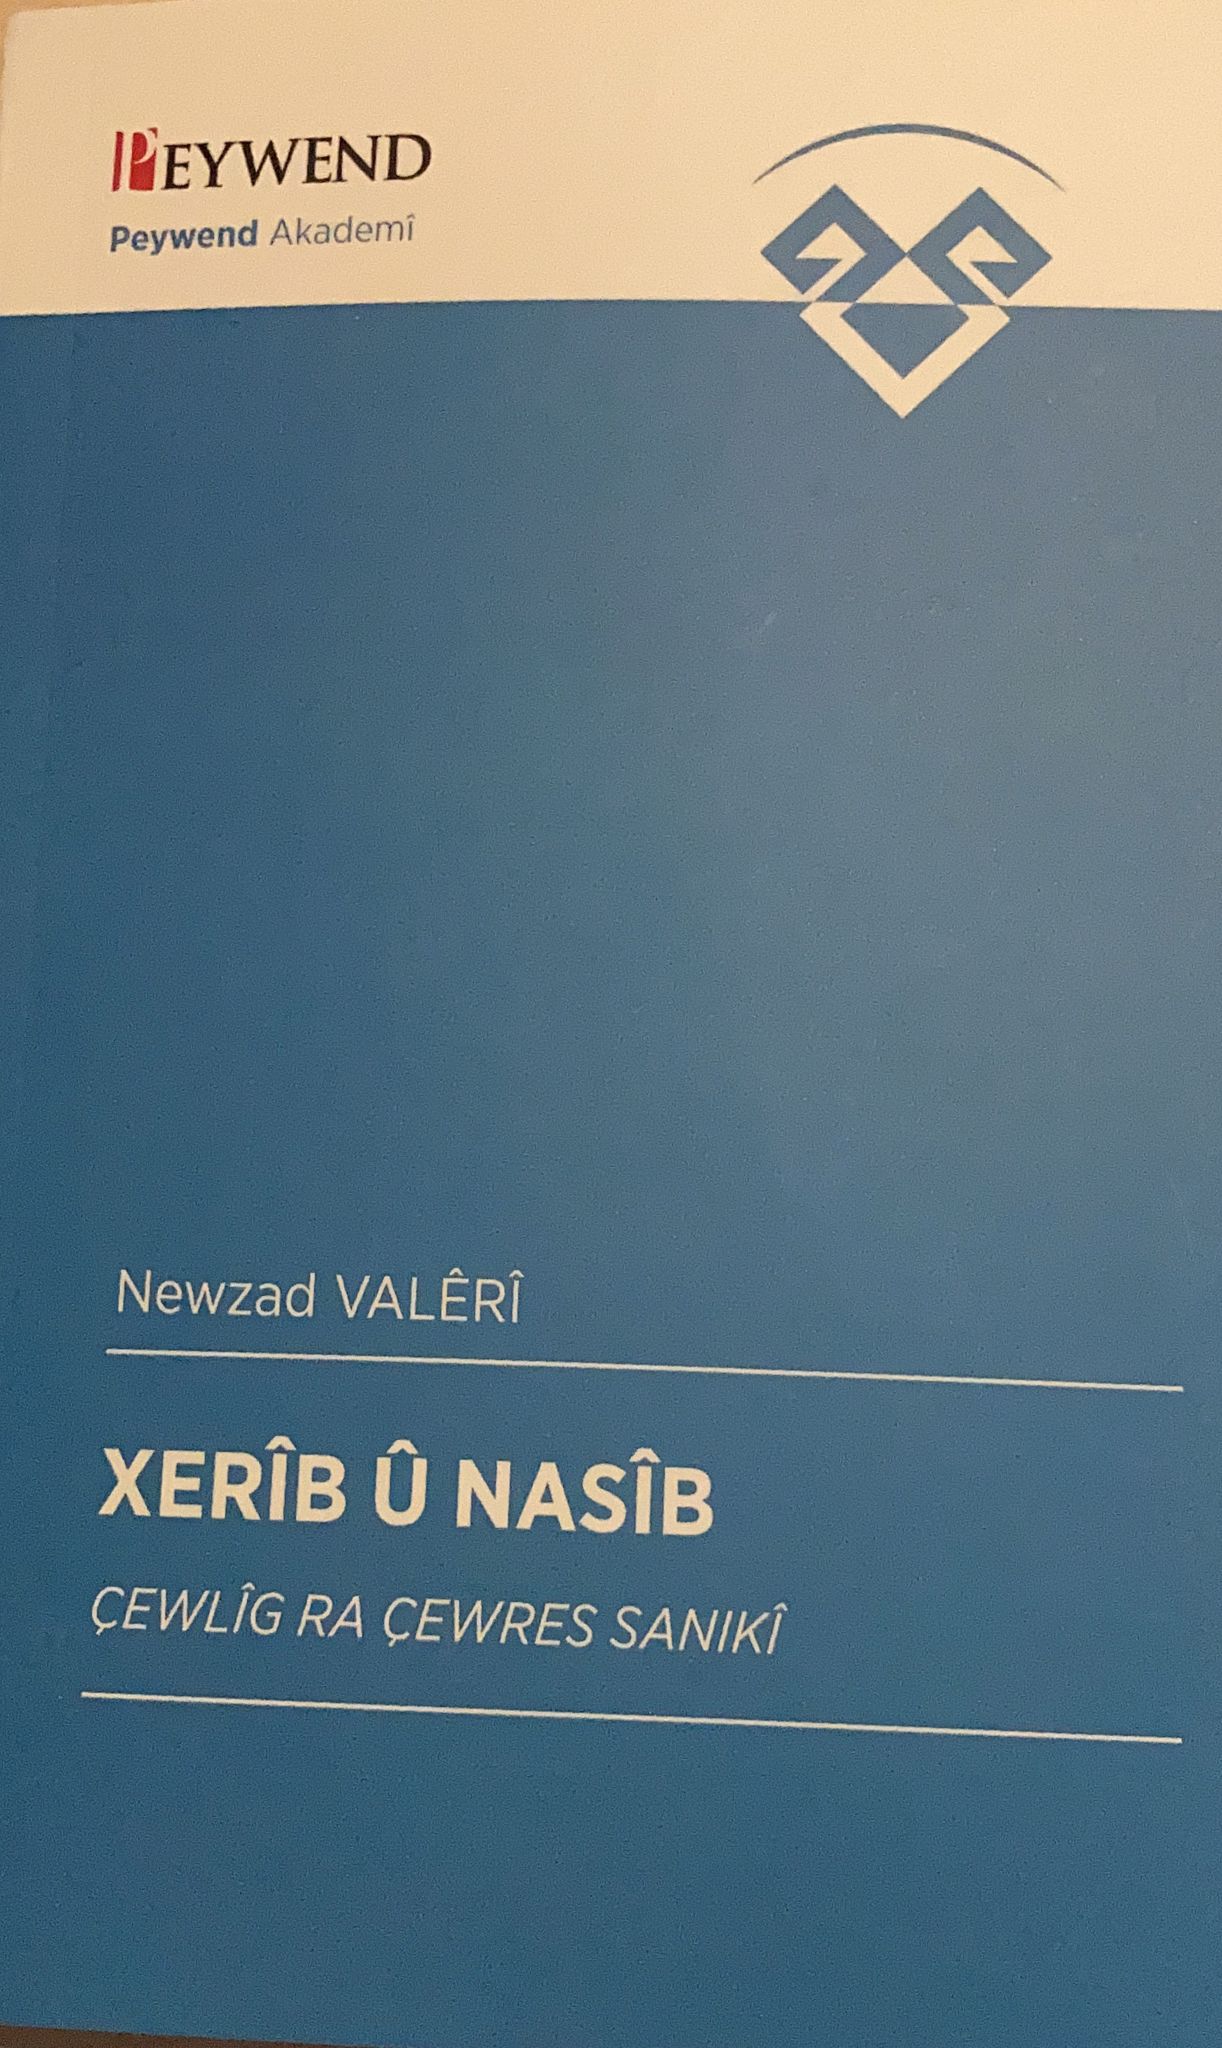 PEYWEND
Peywend Akademî
Newzad VALÊRÎ
XERÎB Û NASÎB
ÇEWLÎG RA ÇEWRES SANIKÎ